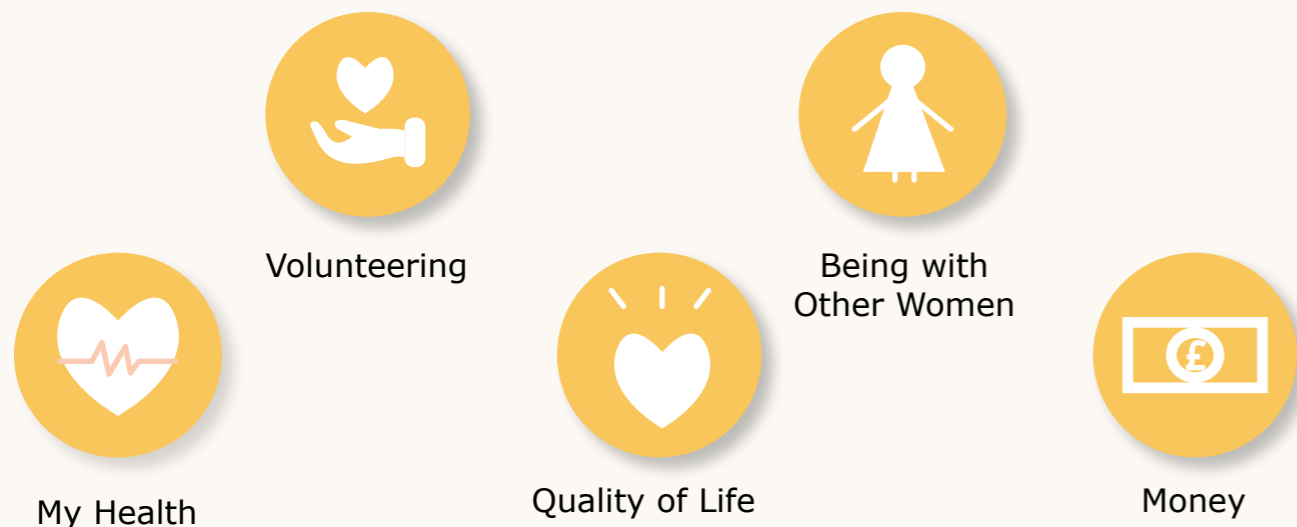 Volunteering
Being with
Other Women
£
My Health
Quality of Life
Money